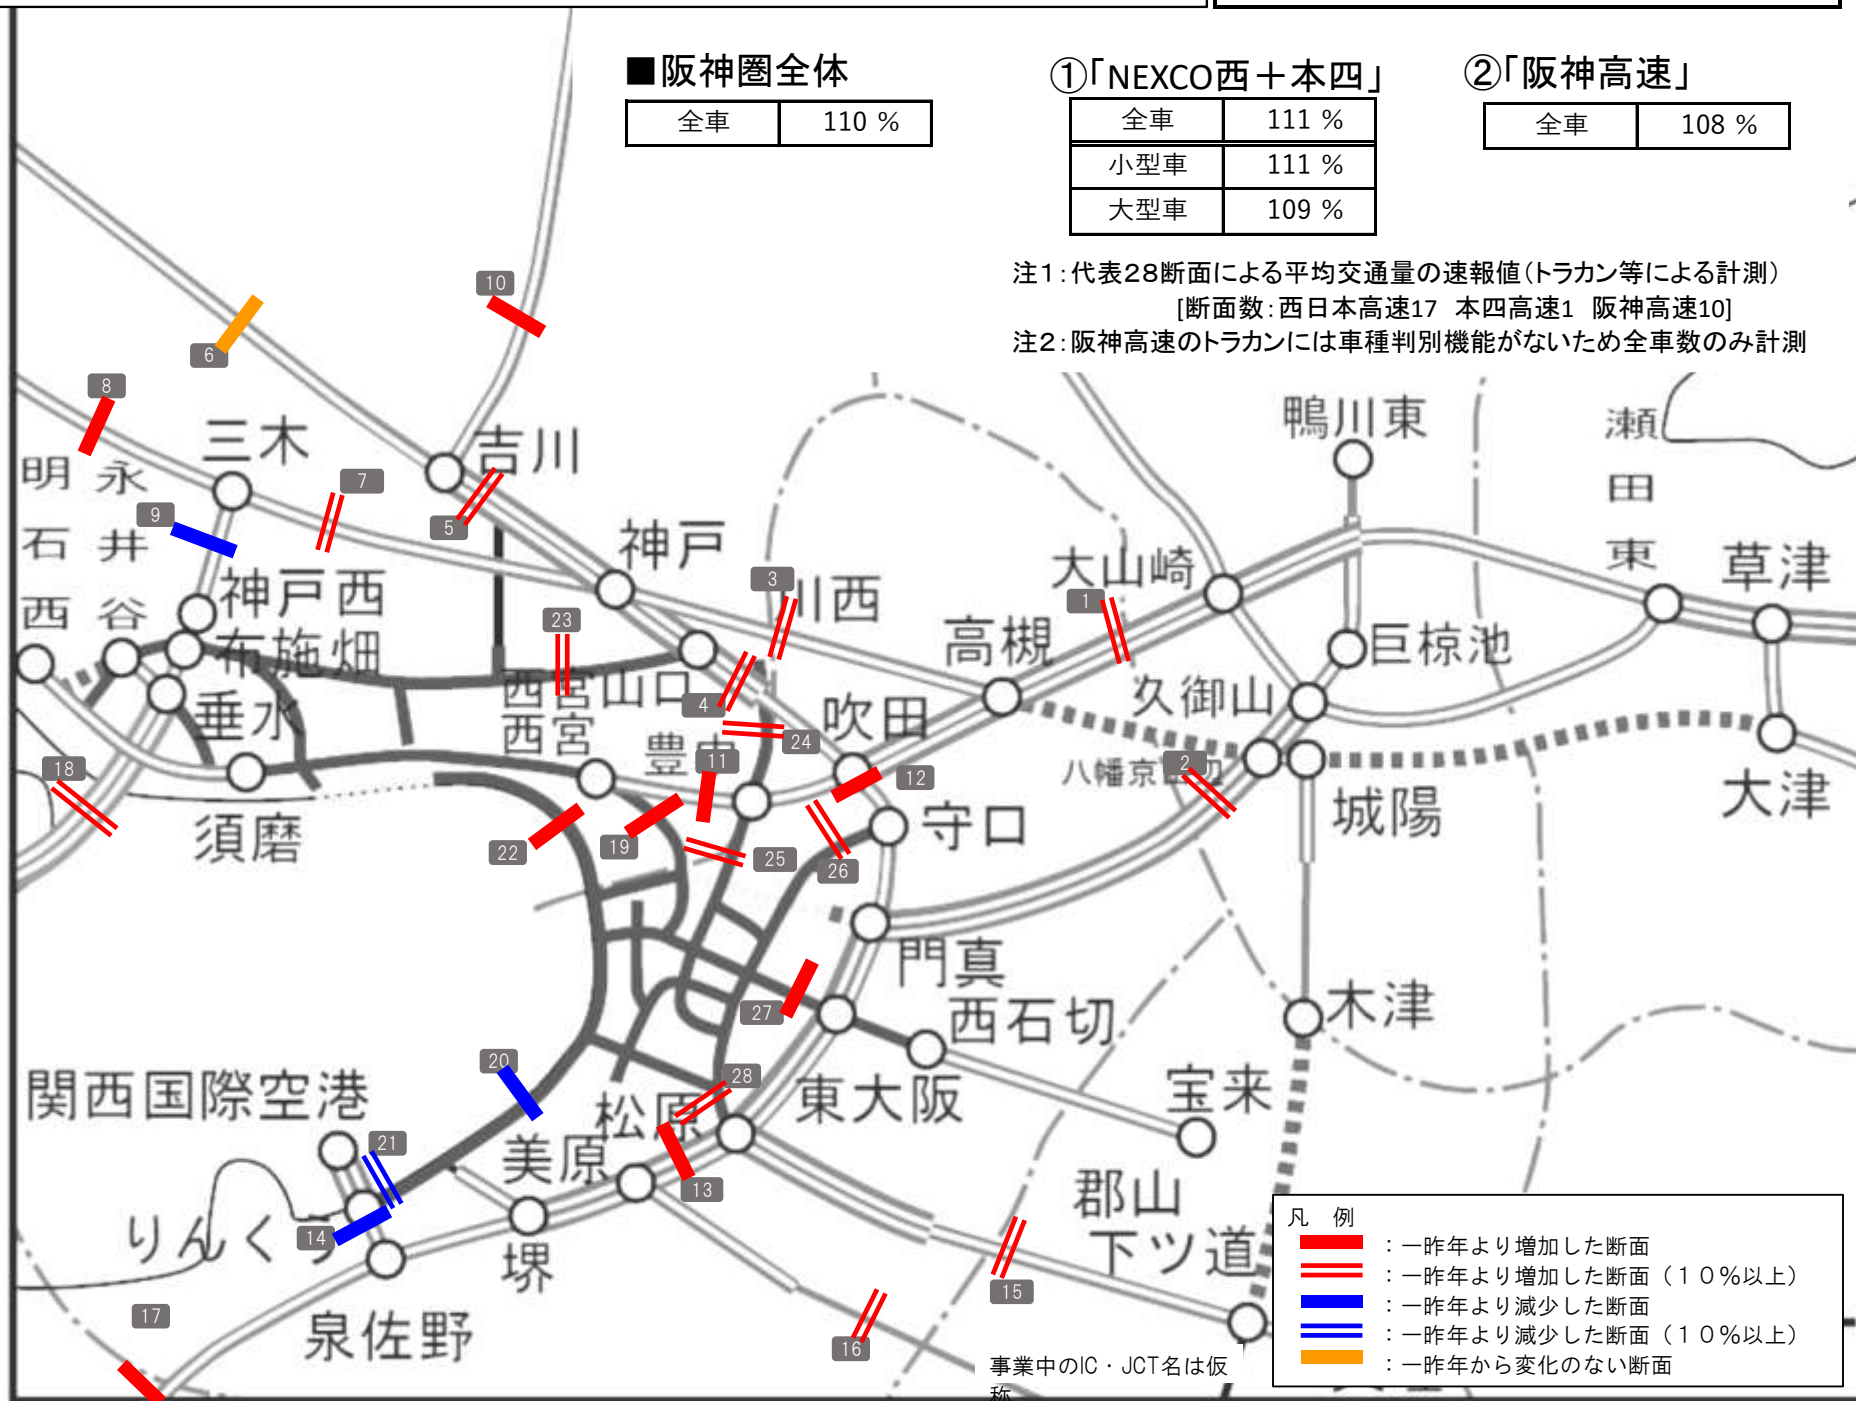 ■阪神圏全体
全車 110 %
①「NEXCO西＋本四」
全車 111 %
小型車 111 %
大型車 109 %
②「阪神高速」
全車 108 %
注1:代表28断面による平均交通量の速報値(トラカン等による計測)
[断面数:西日本高速17 本四高速1 阪神高速10]
注2:阪神高速のトラカンには車種判別機能がないため全車数のみ計測
10
6
8
三木
吉川
鴨川東
瀬田東
明石西
永井谷
7
9
5
神戸
大山崎
草津
3
川西
1
神戸西
布施畑
23
高槻
巨椋池
西宮山口
西宮
4
久御山
垂水
24
吹田
豊中
11
12
2
18
守口
城陽
大津
須磨
22
19
25
26
門真
27
西石切
木津
20
28
関西国際空港
松原
東大阪
宝来
21
美原
13
郡山
下ツ道
りんくう
14
堺
15
17
泉佐野
16
事業中のIC・JCT名は仮
称
凡 例
：一昨年より増加した断面
：一昨年より増加した断面（１０％以上）
：一昨年より減少した断面
：一昨年より減少した断面（１０％以上）
：一昨年から変化のない断面